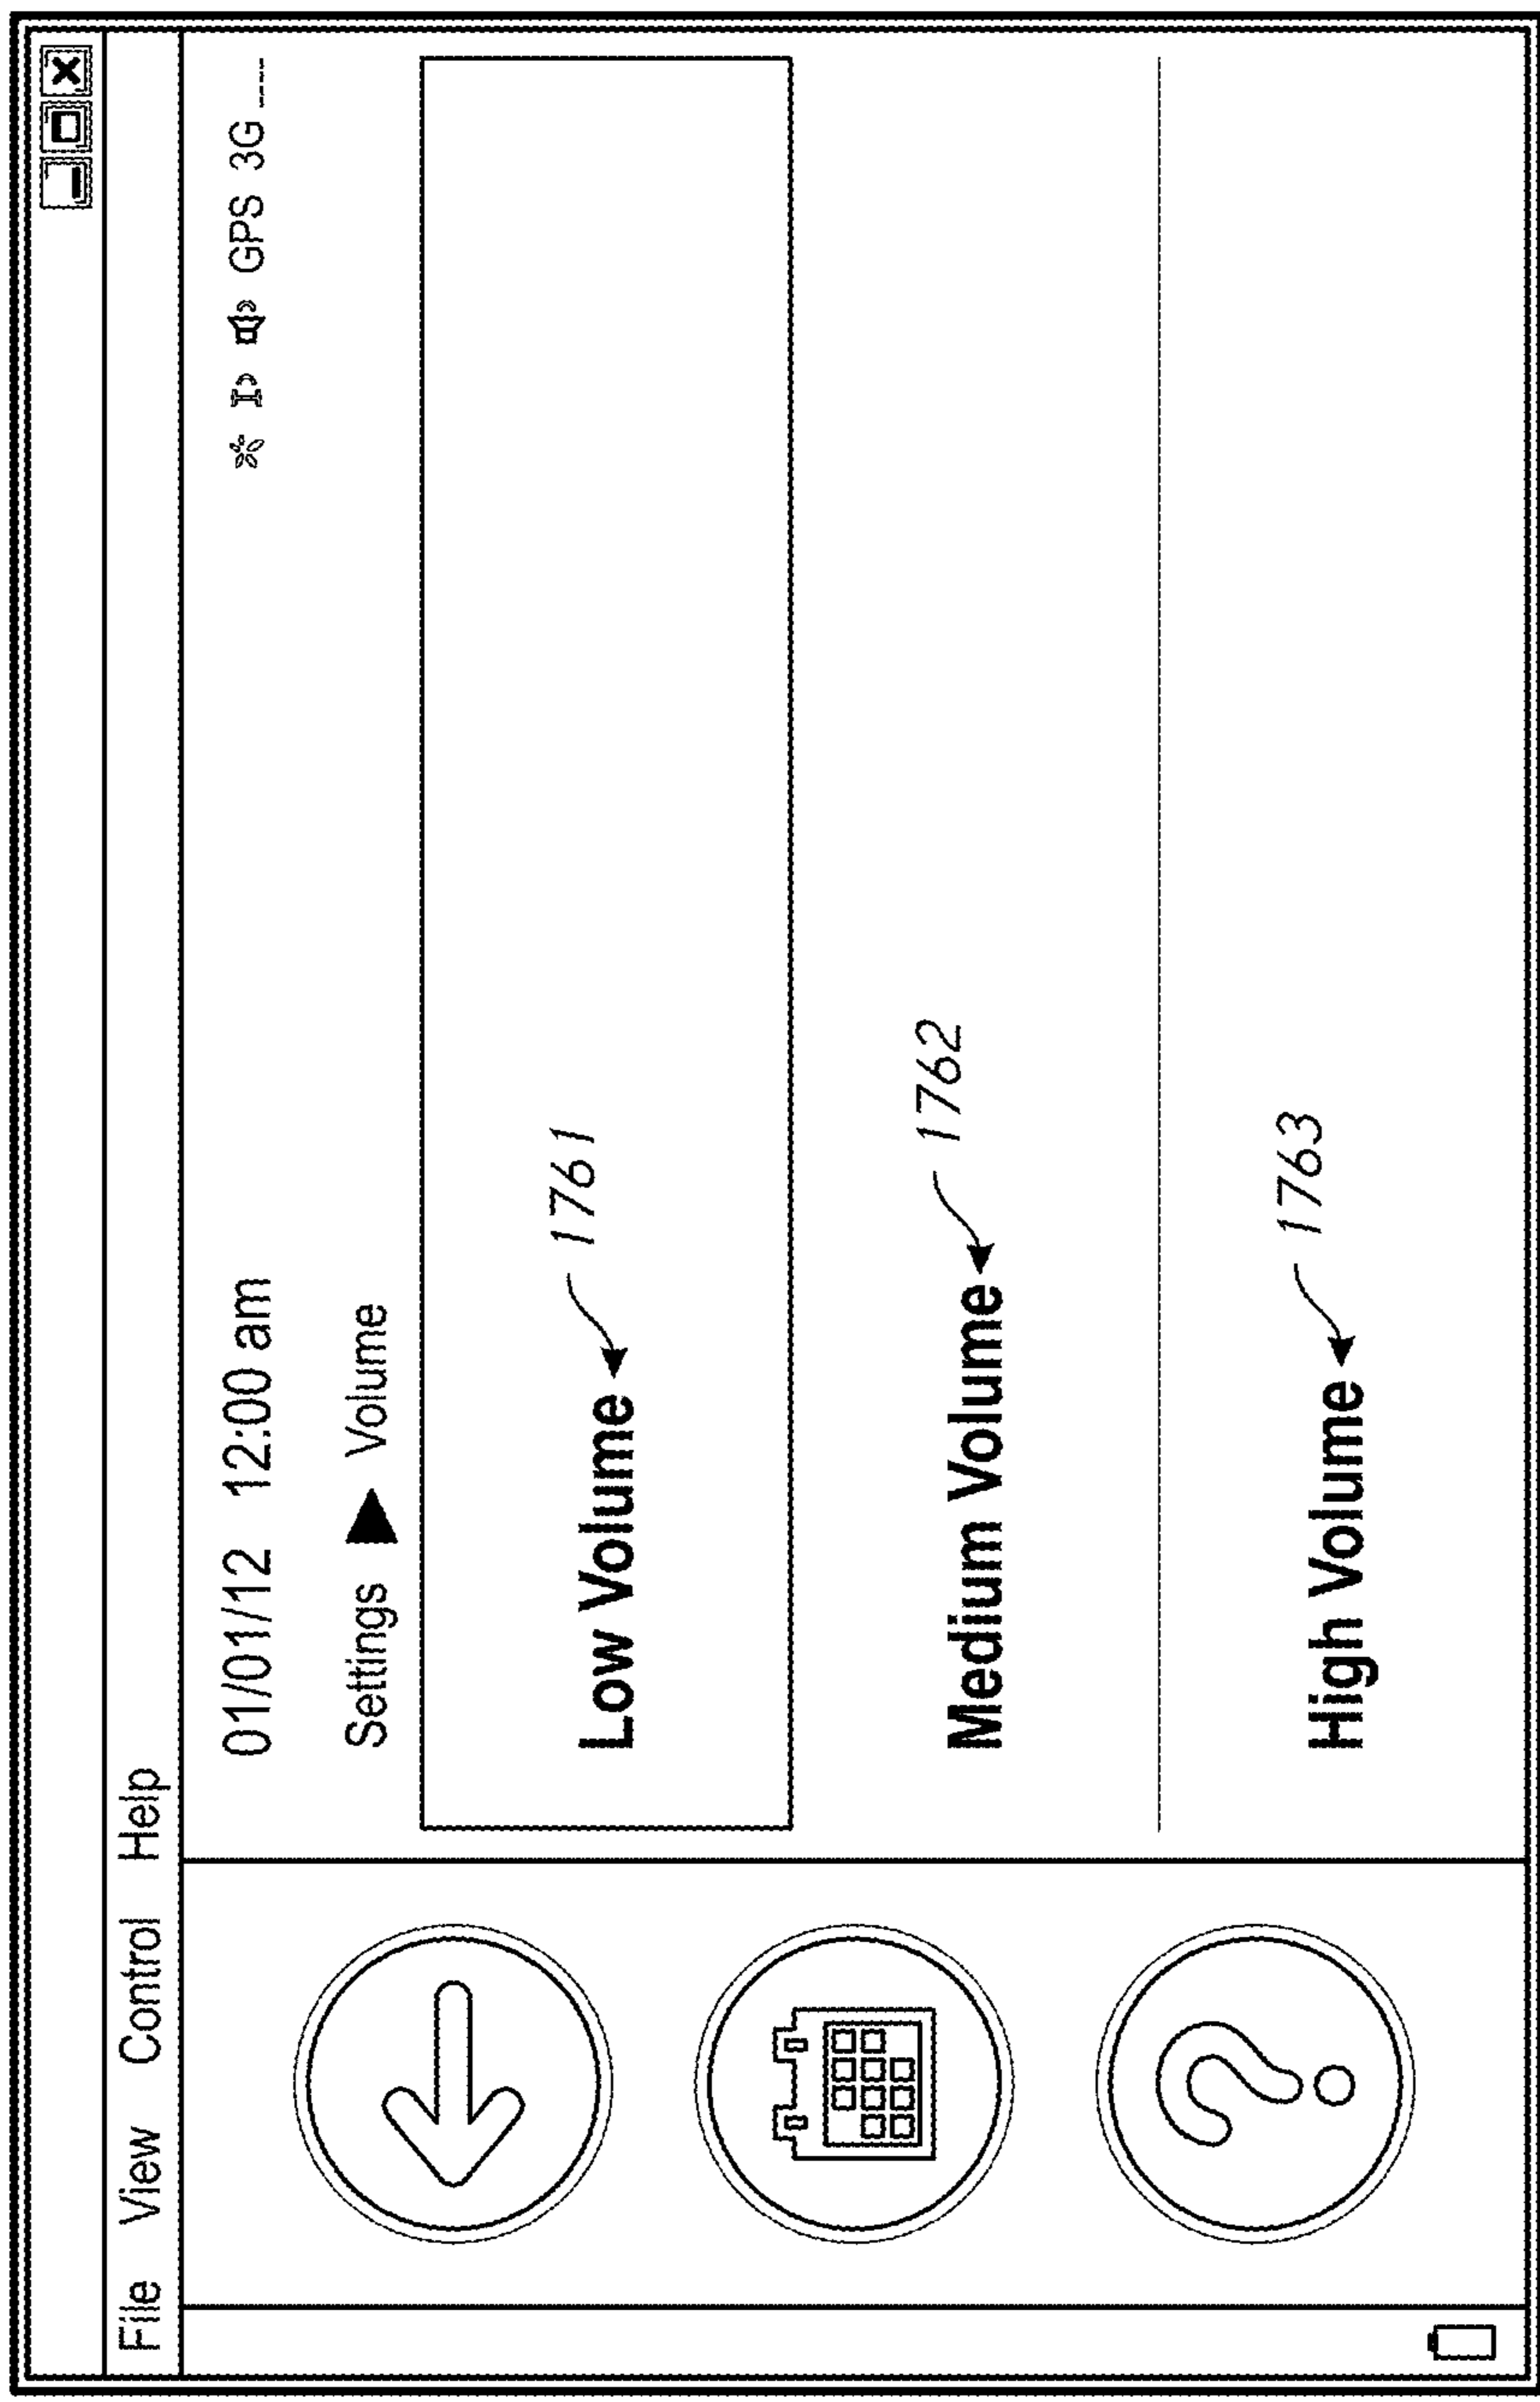 File View Control Help
01/01/12 12:00 am GPS 3G
Settings Volume
Low Volume 1761
Medium Volume 1762
High Volume 1763